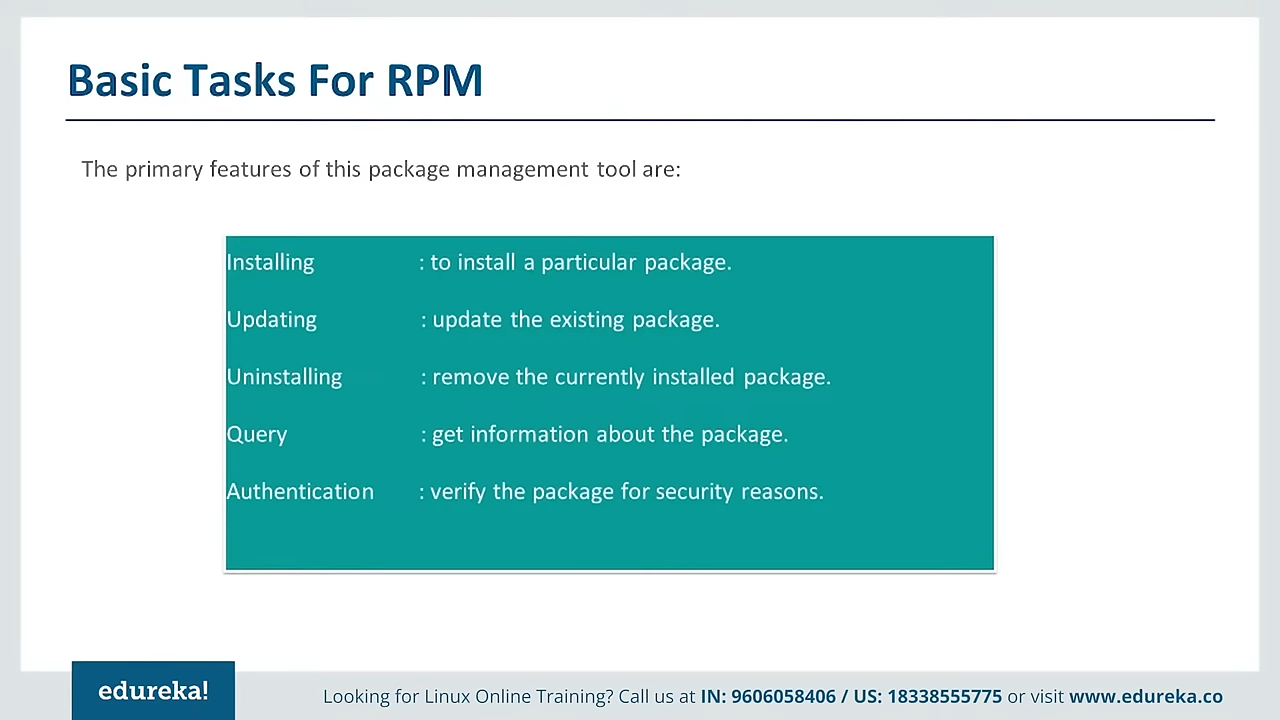 Basic Tasks For RPM
The primary features of this package management tool are:
Installing : to install a particular package.
Updating : update the existing package.
Uninstalling : remove the currently installed package.
Query : get information about the package.
Authentication : verify the package for security reasons.
edureka!
Looking for Linux Online Training? Call us at IN: 9606058406 / US: 18338555775 or visit www.edureka.co